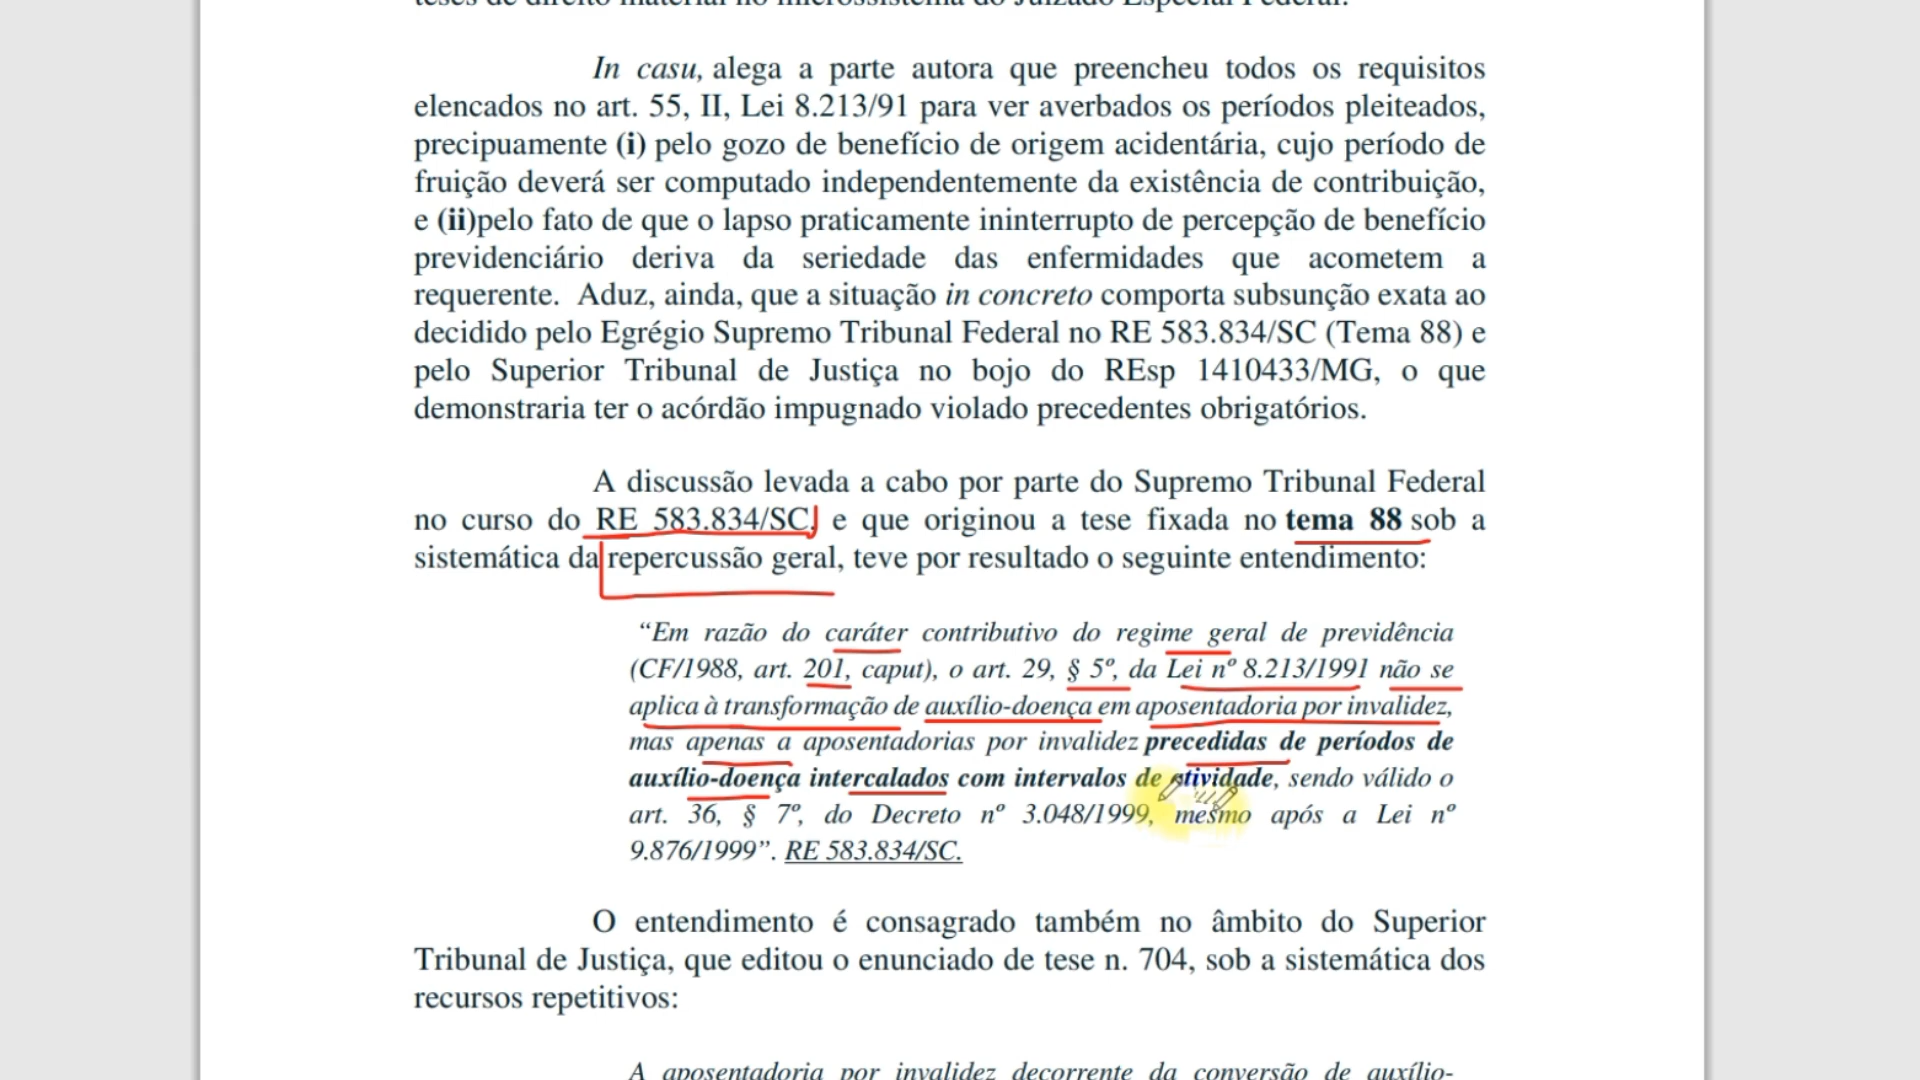 teses de direito material no microssistema do Juizado Especial Federal.
In casu, alega a parte autora que preencheu todos os requisitos
elencados no art. 55, II, Lei 8.213/91 para ver averbados os períodos pleiteados,
precipuamente (i) pelo gozo de benefício de origem acidentária, cujo período de
fruição deverá ser computado independentemente da existência de contribuição,
e (ii)pelo fato de que o lapso praticamente ininterrupto de percepção de benefício
previdenciário deriva da seriedade das enfermidades que acometem a
requerente. Aduz, ainda, que a situação in concreto comporta subsunção exata ao
decidido pelo Egrégio Supremo Tribunal Federal no RE 583.834/SC (Tema 88) e
pelo Superior Tribunal de Justiça no bojo do REsp 1410433/MG, o que
demonstraria ter o acórdão impugnado violado precedentes obrigatórios.
A discussão levada a cabo por parte do Supremo Tribunal Federal
no curso do RE 583.834/SC, e que originou a tese fixada no tema 88 sob a
sistemática da repercussão geral, teve por resultado o seguinte entendimento:
“Em razão do caráter contributivo do regime geral de previdência
(CF/1988, art. 201, caput), o art. 29, § 5º, da Lei nº 8.213/1991 não se
aplica à transformação de auxílio-doença em aposentadoria por invalidez,
mas apenas a aposentadorias por invalidez precedidas de períodos de
auxílio-doença intercalados com intervalos de atividade, sendo válido o
art. 36, § 7º, do Decreto nº 3.048/1999, mesmo após a Lei nº
9.876/1999”. RE 583.834/SC.
O entendimento é consagrado também no âmbito do Superior
Tribunal de Justiça, que editou o enunciado de tese n. 704, sob a sistemática dos
recursos repetitivos:
A aposentadoria por invalidez decorrente da conversão de auxílio-